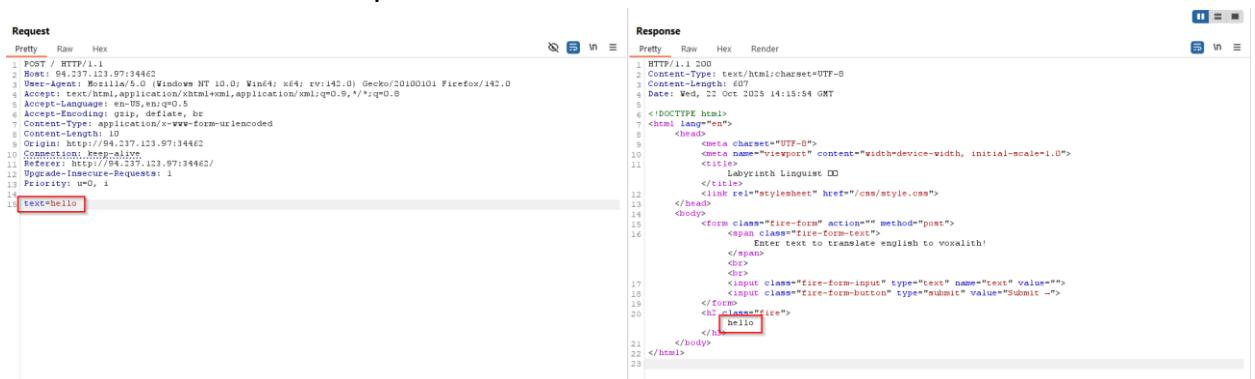 Request
Pretty Raw Hex
\n
1 POST / HTTP/1.1
2 Host: 94.237.123.97:34462
3 User-Agent: Mozilla/5.0 (Windows NT 10.0; Win64; x64; rv:142.0) Gecko/20100101 Firefox/142.0
4 Accept: text/html,application/xhtml+xml,application/xml;q=0.9,*/*;q=0.8
5 Accept-Language: en-US,en;q=0.5
6 Accept-Encoding: gzip, deflate, br
7 Content-Type: application/x-www-form-urlencoded
8 Content-Length: 10
9 Origin: http://94.237.123.97:34462
10 Connection: keep-alive
11 Referer: http://94.237.123.97:34462/
12 Upgrade-Insecure-Requests: 1
13 Priority: u=0, i
14
15 text=hello
Response
Pretty Raw Hex Render
\n
1 HTTP/1.1 200
2 Content-Type: text/html;charset=UTF-8
3 Content-Length: 607
4 Date: Wed, 22 Oct 2025 14:15:54 GMT
5
6 <!DOCTYPE html>
7 <html lang="en">
8 <head>
9 <meta charset="UTF-8">
10 <meta name="viewport" content="width=device-width, initial-scale=1.0">
11 <title>
Labyrinth Linguist
</title>
12 <link rel="stylesheet" href="/css/style.css">
13 </head>
14 <body>
15 <form class="fire-form" action="" method="post">
16 <span class="fire-form-text">
Enter text to translate english to voxalith!
</span>
<br>
<br>
17 <input class="fire-form-input" type="text" name="text" value="">
18 <input class="fire-form-button" type="submit" value="Submit →">
19 </form>
20 <h2 class="fire">
hello
</h2>
21 </body>
22 </html>
23